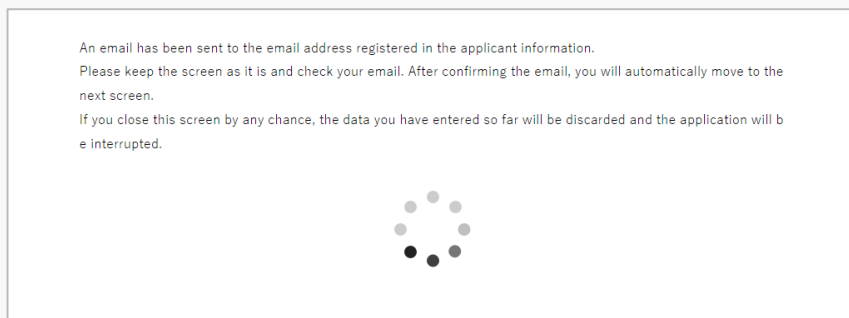 An email has been sent to the email address registered in the applicant information.
Please keep the screen as it is and check your email. After confirming the email, you will automatically move to the
next screen.
If you close this screen by any chance, the data you have entered so far will be discarded and the application will b
e interrupted.